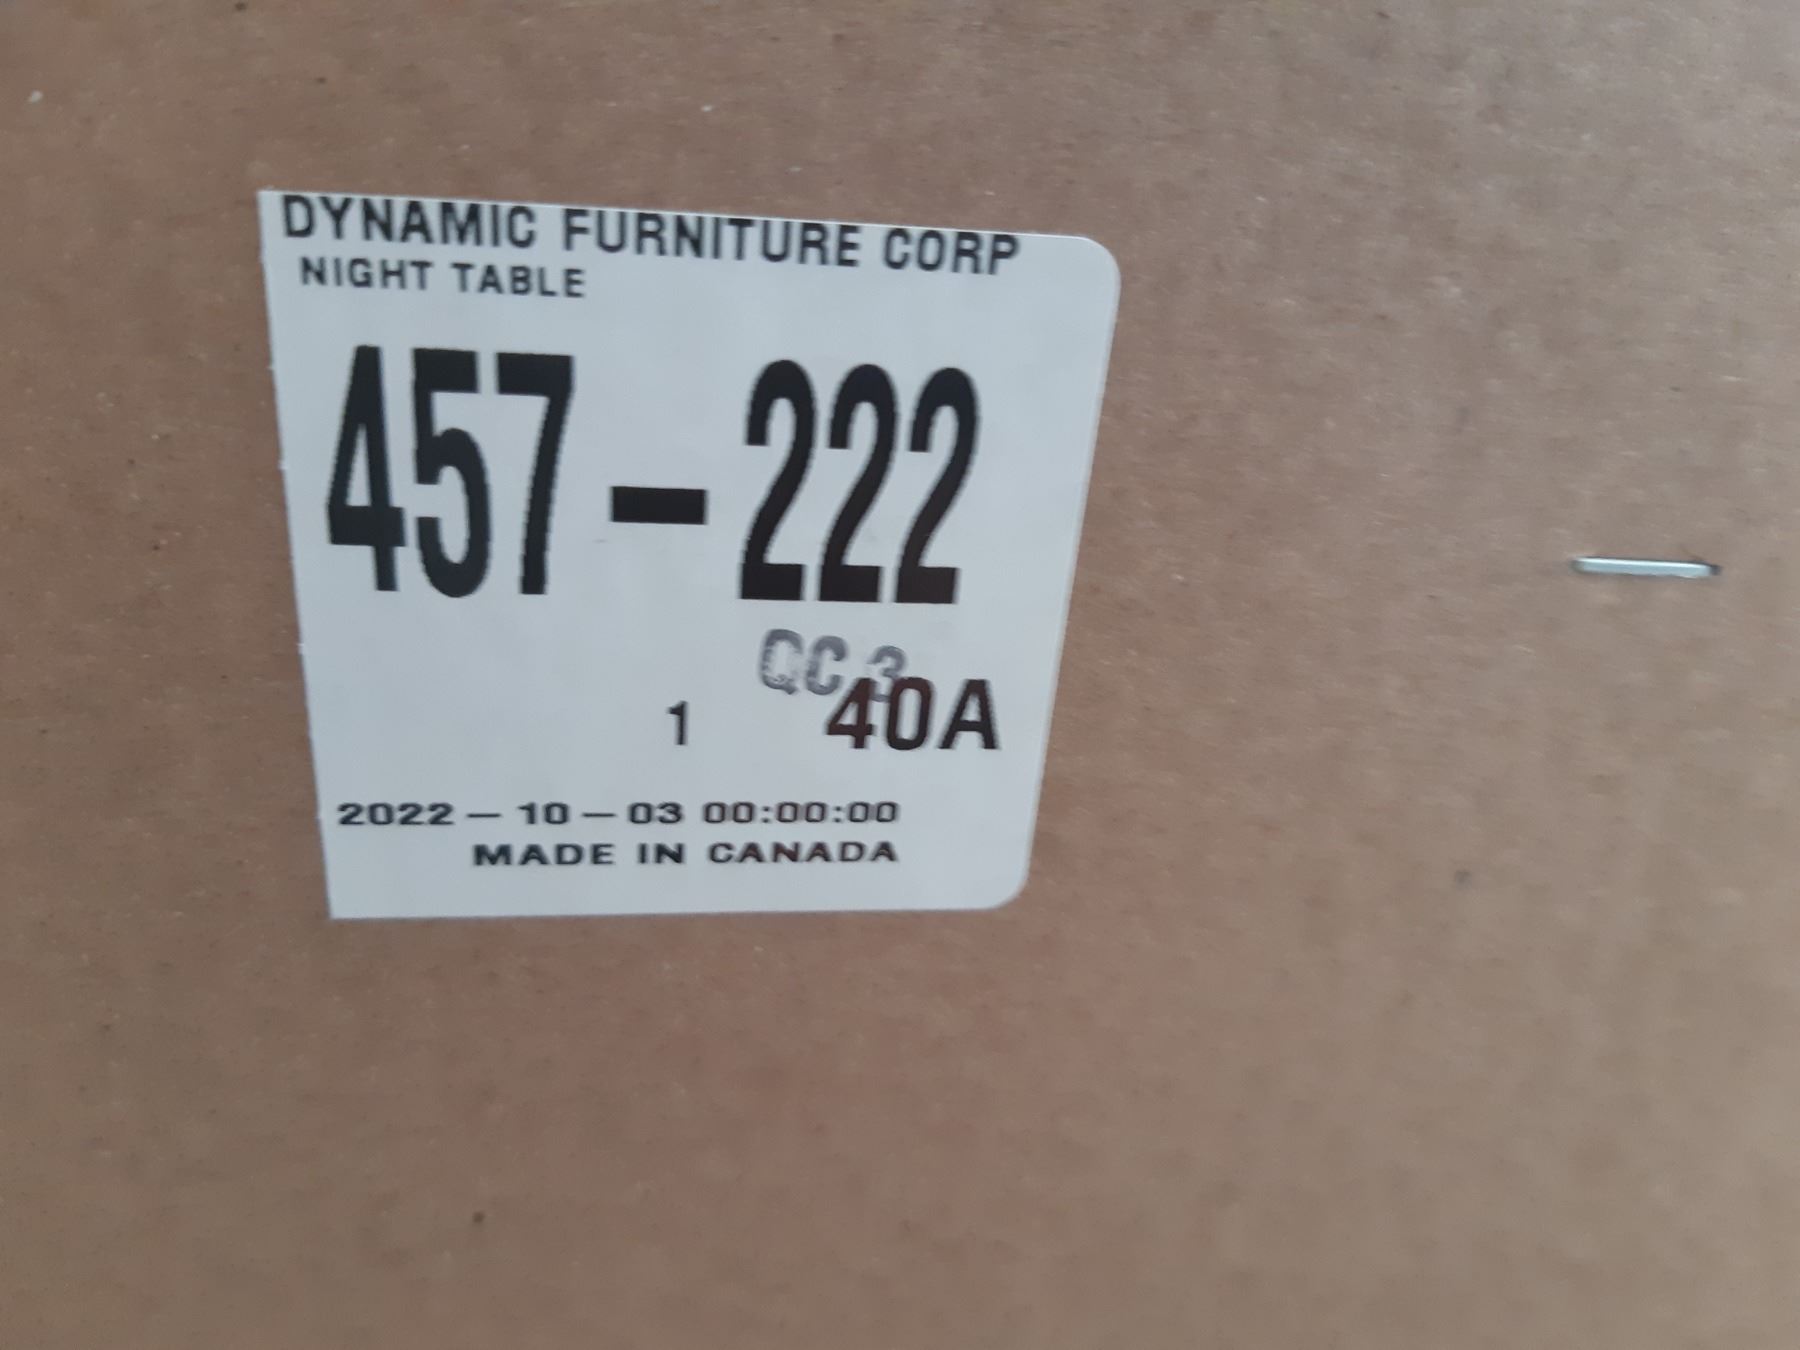 DYNAMIC FURNITURE CORP
NIGHT TABLE
457-222
QC 3
1 40A
2022-10-03 00:00:00
MADE IN CANADA